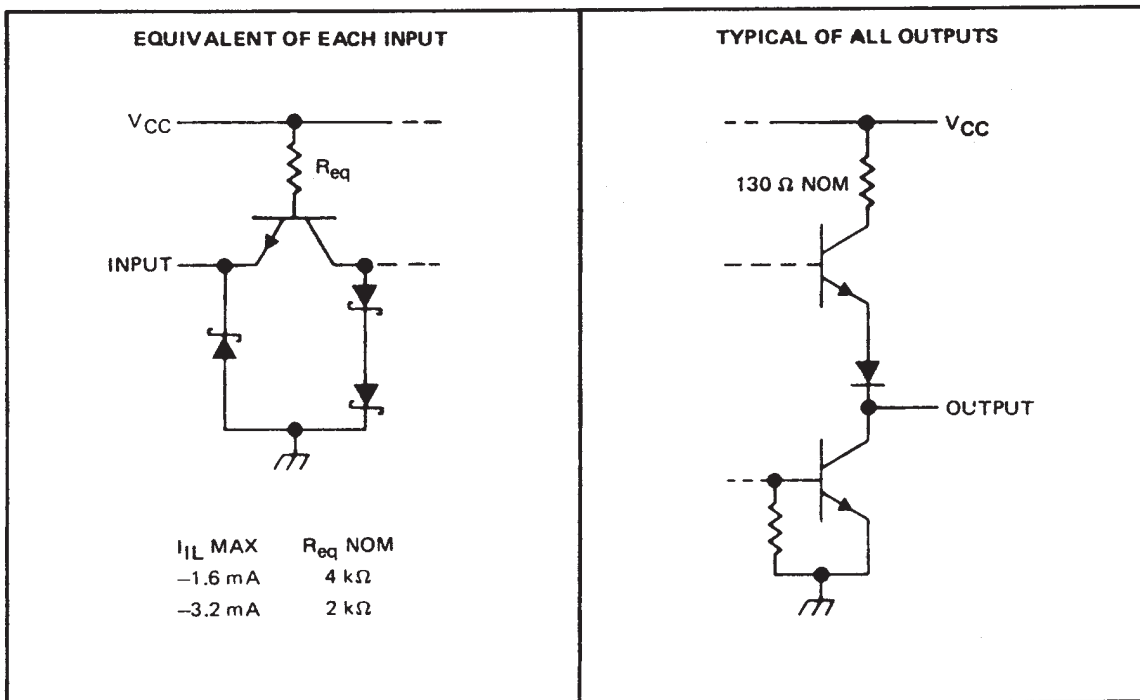 EQUIVALENT OF EACH INPUT
VCC
Req
INPUT
IIL MAX Req NOM
−1.6 mA 4 kΩ
−3.2 mA 2 kΩ
TYPICAL OF ALL OUTPUTS
VCC
130 Ω NOM
OUTPUT